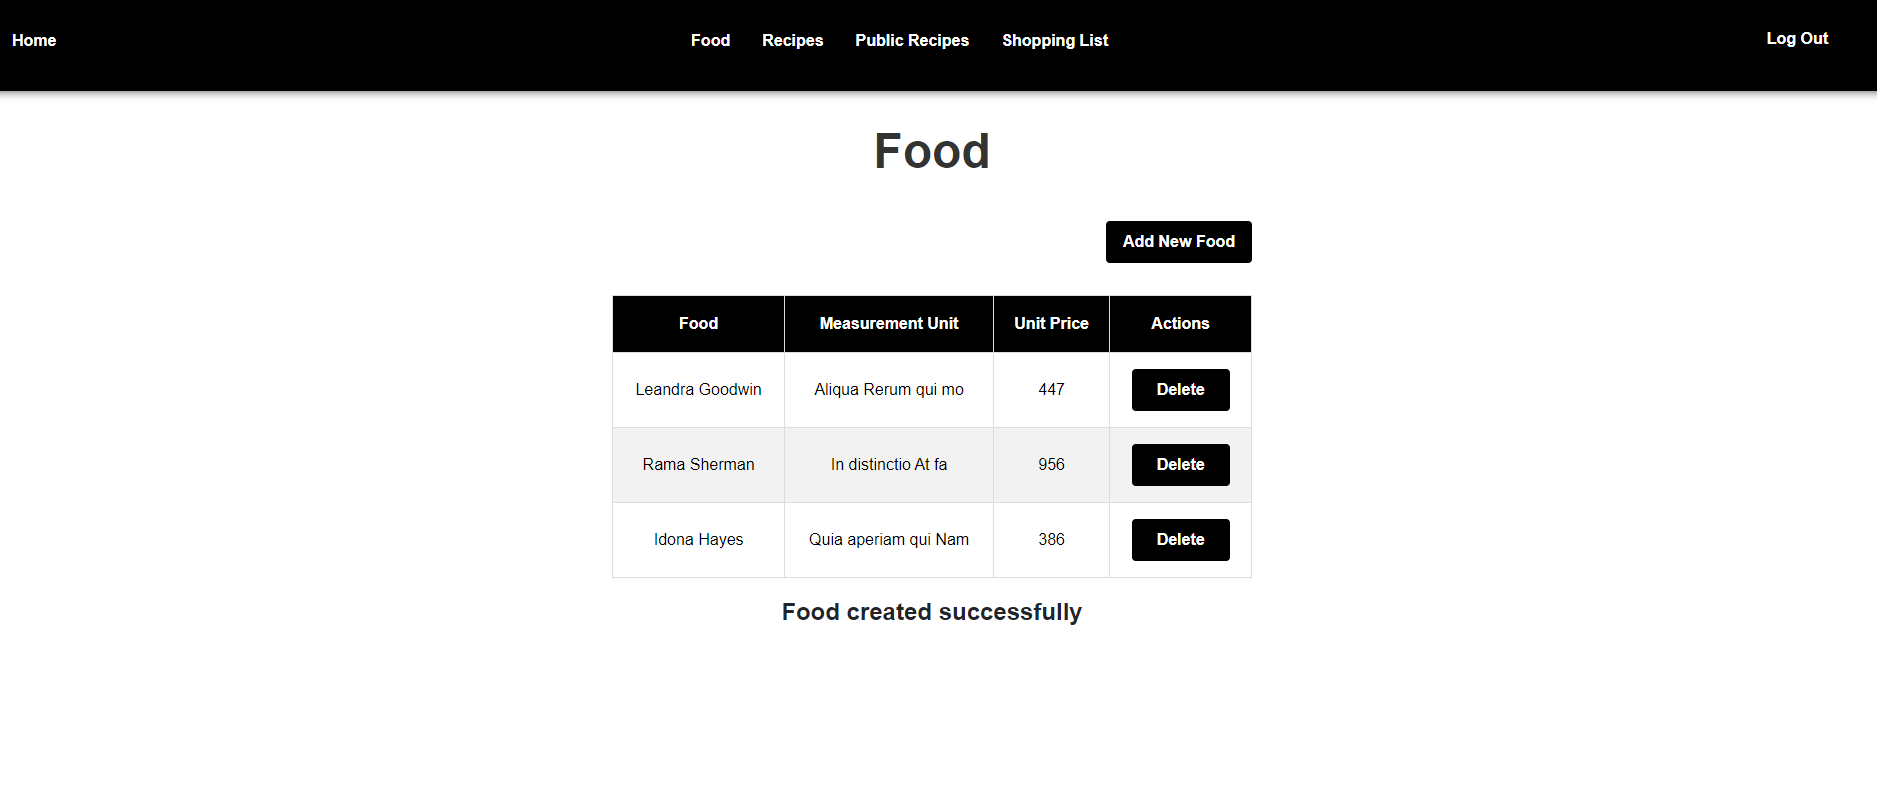 Home Food Recipes Public Recipes Shopping List Log Out
Food
Add New Food
Food Measurement Unit Unit Price Actions
Leandra Goodwin Aliqua Rerum qui mo 447 Delete
Rama Sherman In distinctio At fa 956 Delete
Idona Hayes Quia aperiam qui Nam 386 Delete
Food created successfully